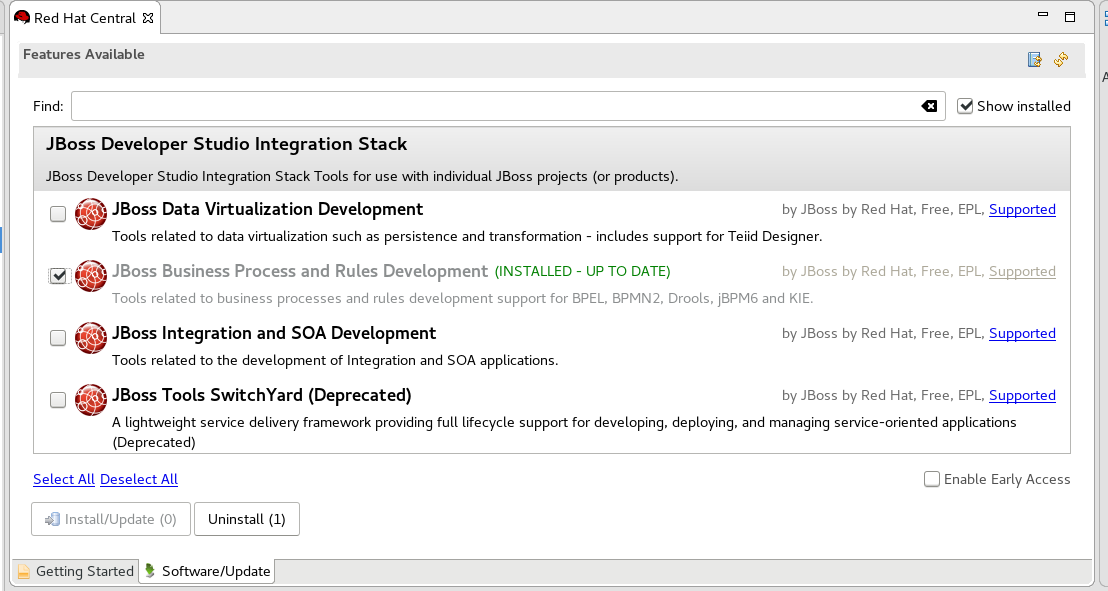 Red Hat Central
Features Available
Find:
Show installed
JBoss Developer Studio Integration Stack
JBoss Developer Studio Integration Stack Tools for use with individual JBoss projects (or products).
JBoss Data Virtualization Development by JBoss by Red Hat, Free, EPL, Supported
Tools related to data virtualization such as persistence and transformation - includes support for Teiid Designer.
JBoss Business Process and Rules Development (INSTALLED - UP TO DATE) by JBoss by Red Hat, Free, EPL, Supported
Tools related to business processes and rules development support for BPEL, BPMN2, Drools, jBPM6 and KIE.
JBoss Integration and SOA Development by JBoss by Red Hat, Free, EPL, Supported
Tools related to the development of Integration and SOA applications.
JBoss Tools SwitchYard (Deprecated) by JBoss by Red Hat, Free, EPL, Supported
A lightweight service delivery framework providing full lifecycle support for developing, deploying, and managing service-oriented applications
(Deprecated)
Select All Deselect All Enable Early Access
Install/Update (0) Uninstall (1)
Getting Started Software/Update